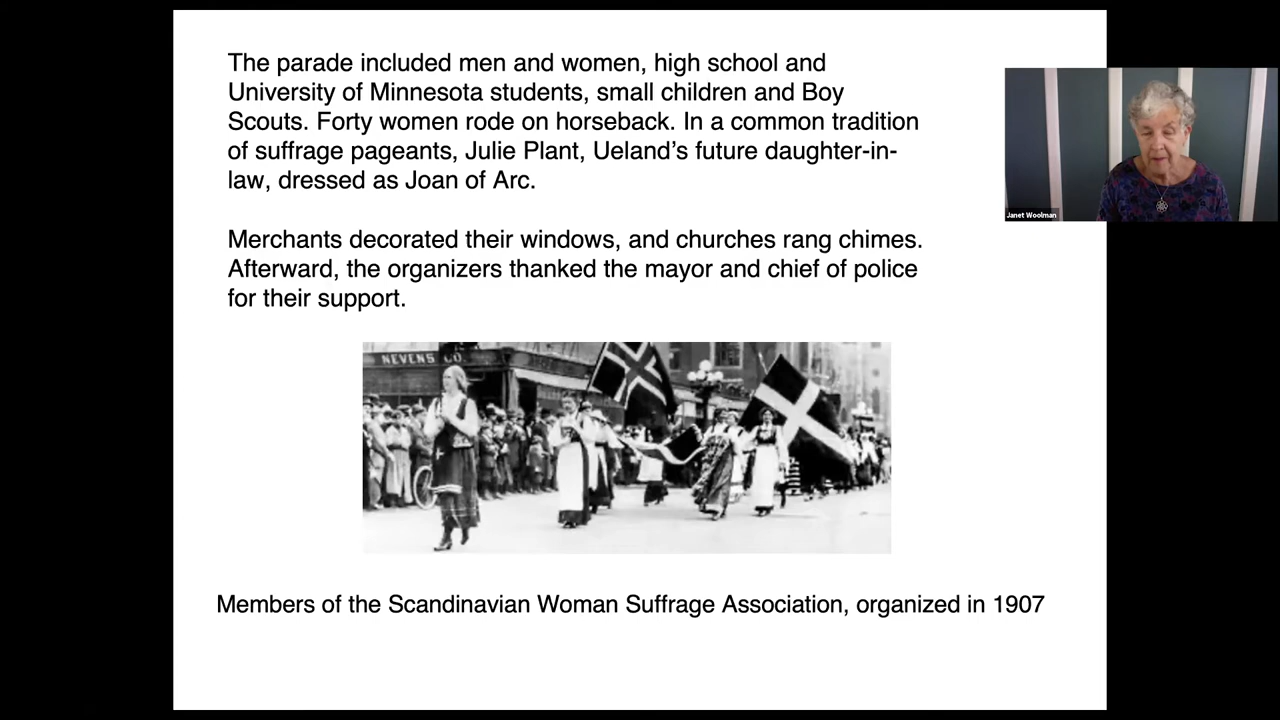 The parade included men and women, high school and
University of Minnesota students, small children and Boy
Scouts. Forty women rode on horseback. In a common tradition
of suffrage pageants, Julie Plant, Ueland’s future daughter-in-
law, dressed as Joan of Arc.
Merchants decorated their windows, and churches rang chimes.
Afterward, the organizers thanked the mayor and chief of police
for their support.
Janet Woolman
NEVENS CO.
Members of the Scandinavian Woman Suffrage Association, organized in 1907